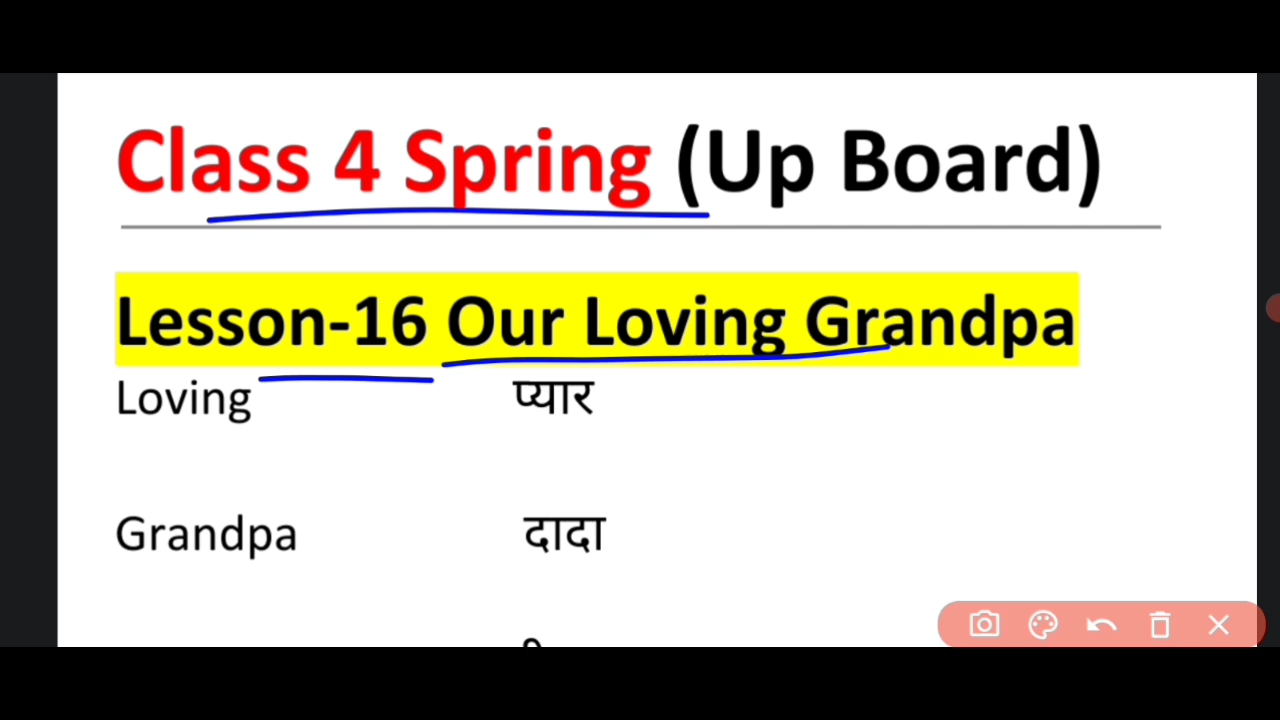 Class 4 Spring (Up Board)
Lesson-16 Our Loving Grandpa
Loving प्यार
Grandpa दादा